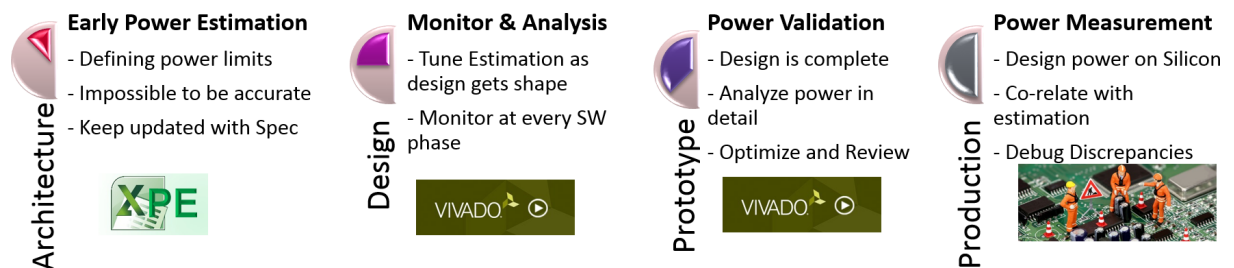 Early Power Estimation
- Defining power limits
- Impossible to be accurate
- Keep updated with Spec
Architecture
XPE
Monitor & Analysis
- Tune Estimation as
design gets shape
- Monitor at every SW
phase
Design
VIVADO
Power Validation
- Design is complete
- Analyze power in
detail
- Optimize and Review
Prototype
VIVADO
Power Measurement
- Design power on Silicon
- Co-relate with
estimation
- Debug Discrepancies
Production